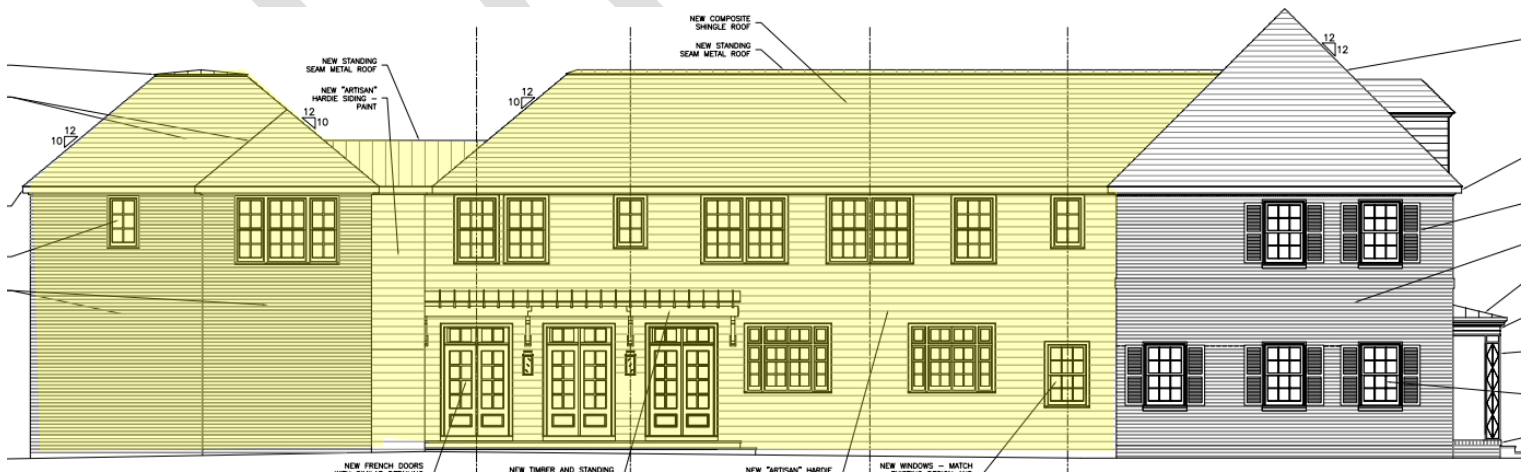 NEW COMPOSITE
SHINGLE ROOF
NEW STANDING
SEAM METAL ROOF
NEW STANDING
SEAM METAL ROOF
NEW "ARTISAN"
HARDIE SIDING –
PAINT
12
10
12
10
12
10
12
12
NEW FRENCH DOORS
NEW TIMBER AND STANDING
NEW "ARTISAN" HARDIE
NEW WINDOWS – MATCH